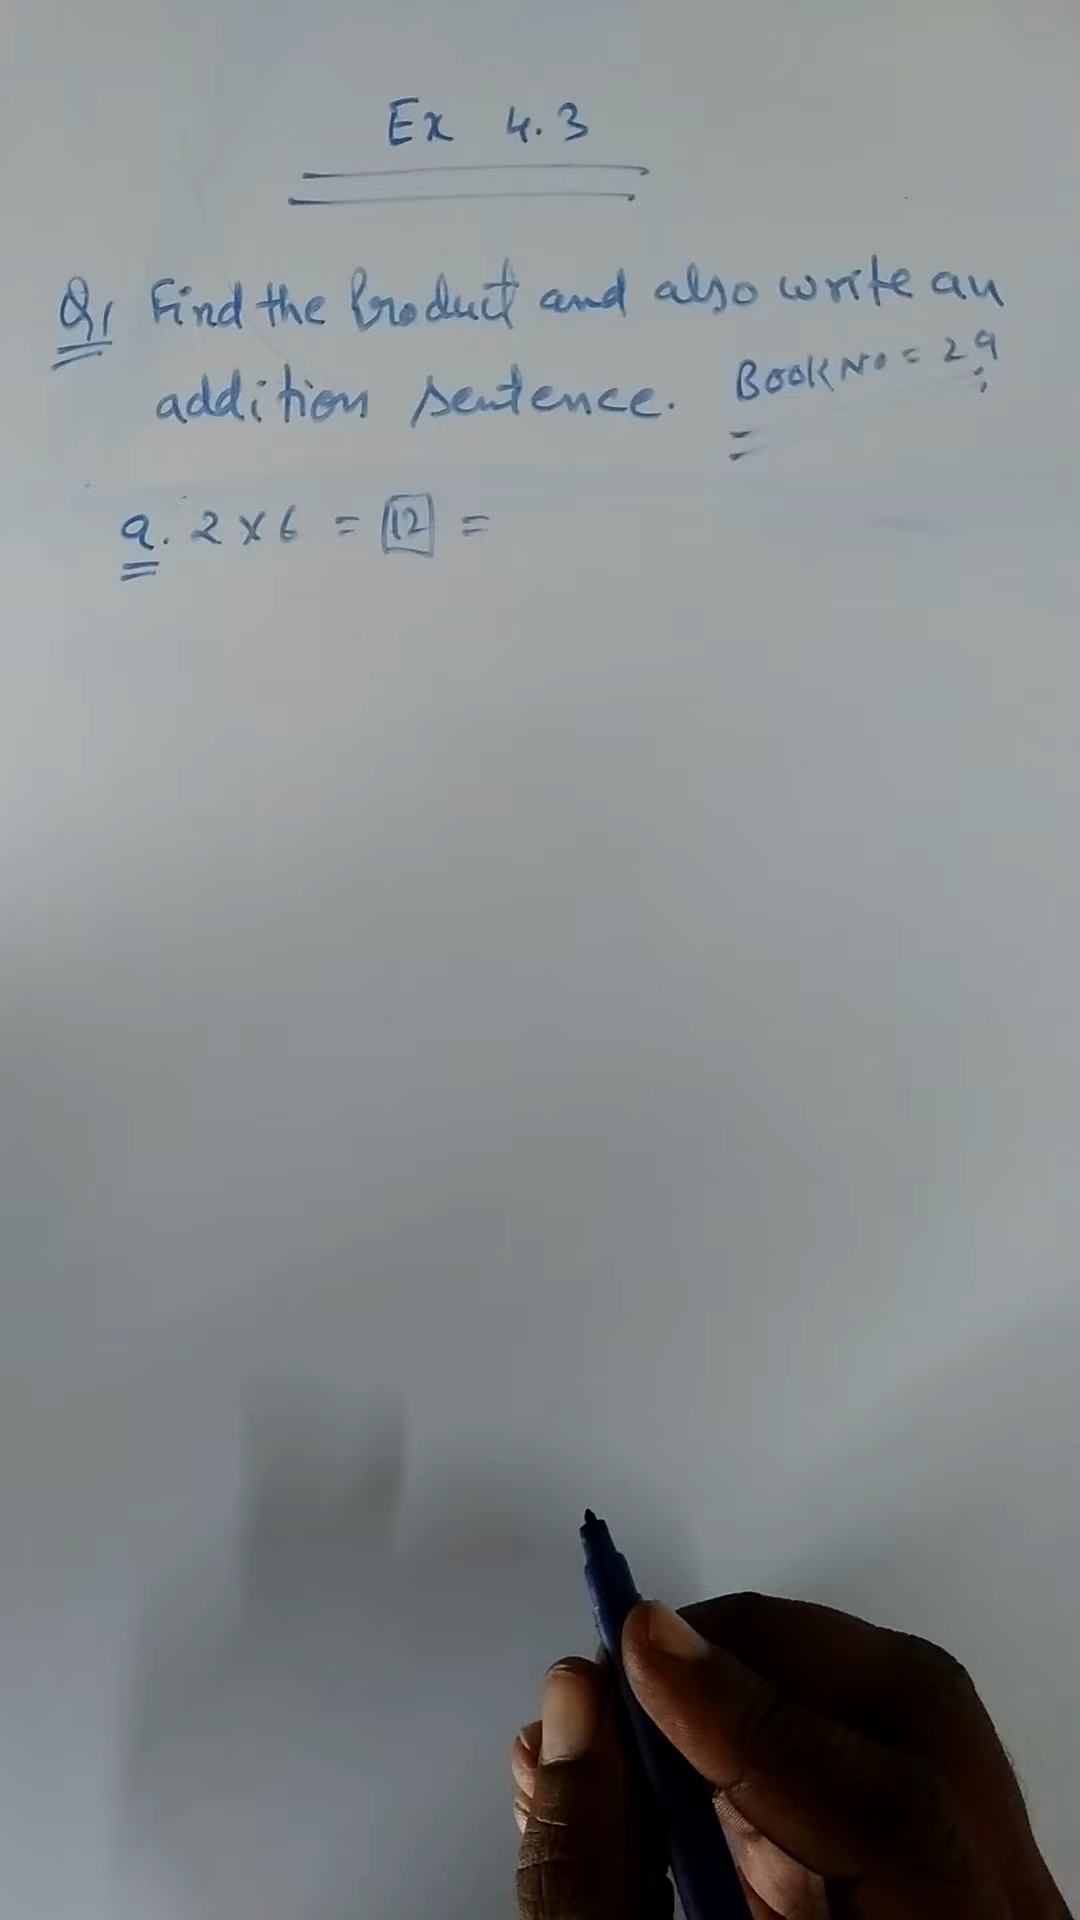 Ex 4.3
Q1 Find the Product and also write an
addition sentence. Book No = 29
a. 2 x 6 = 12 =